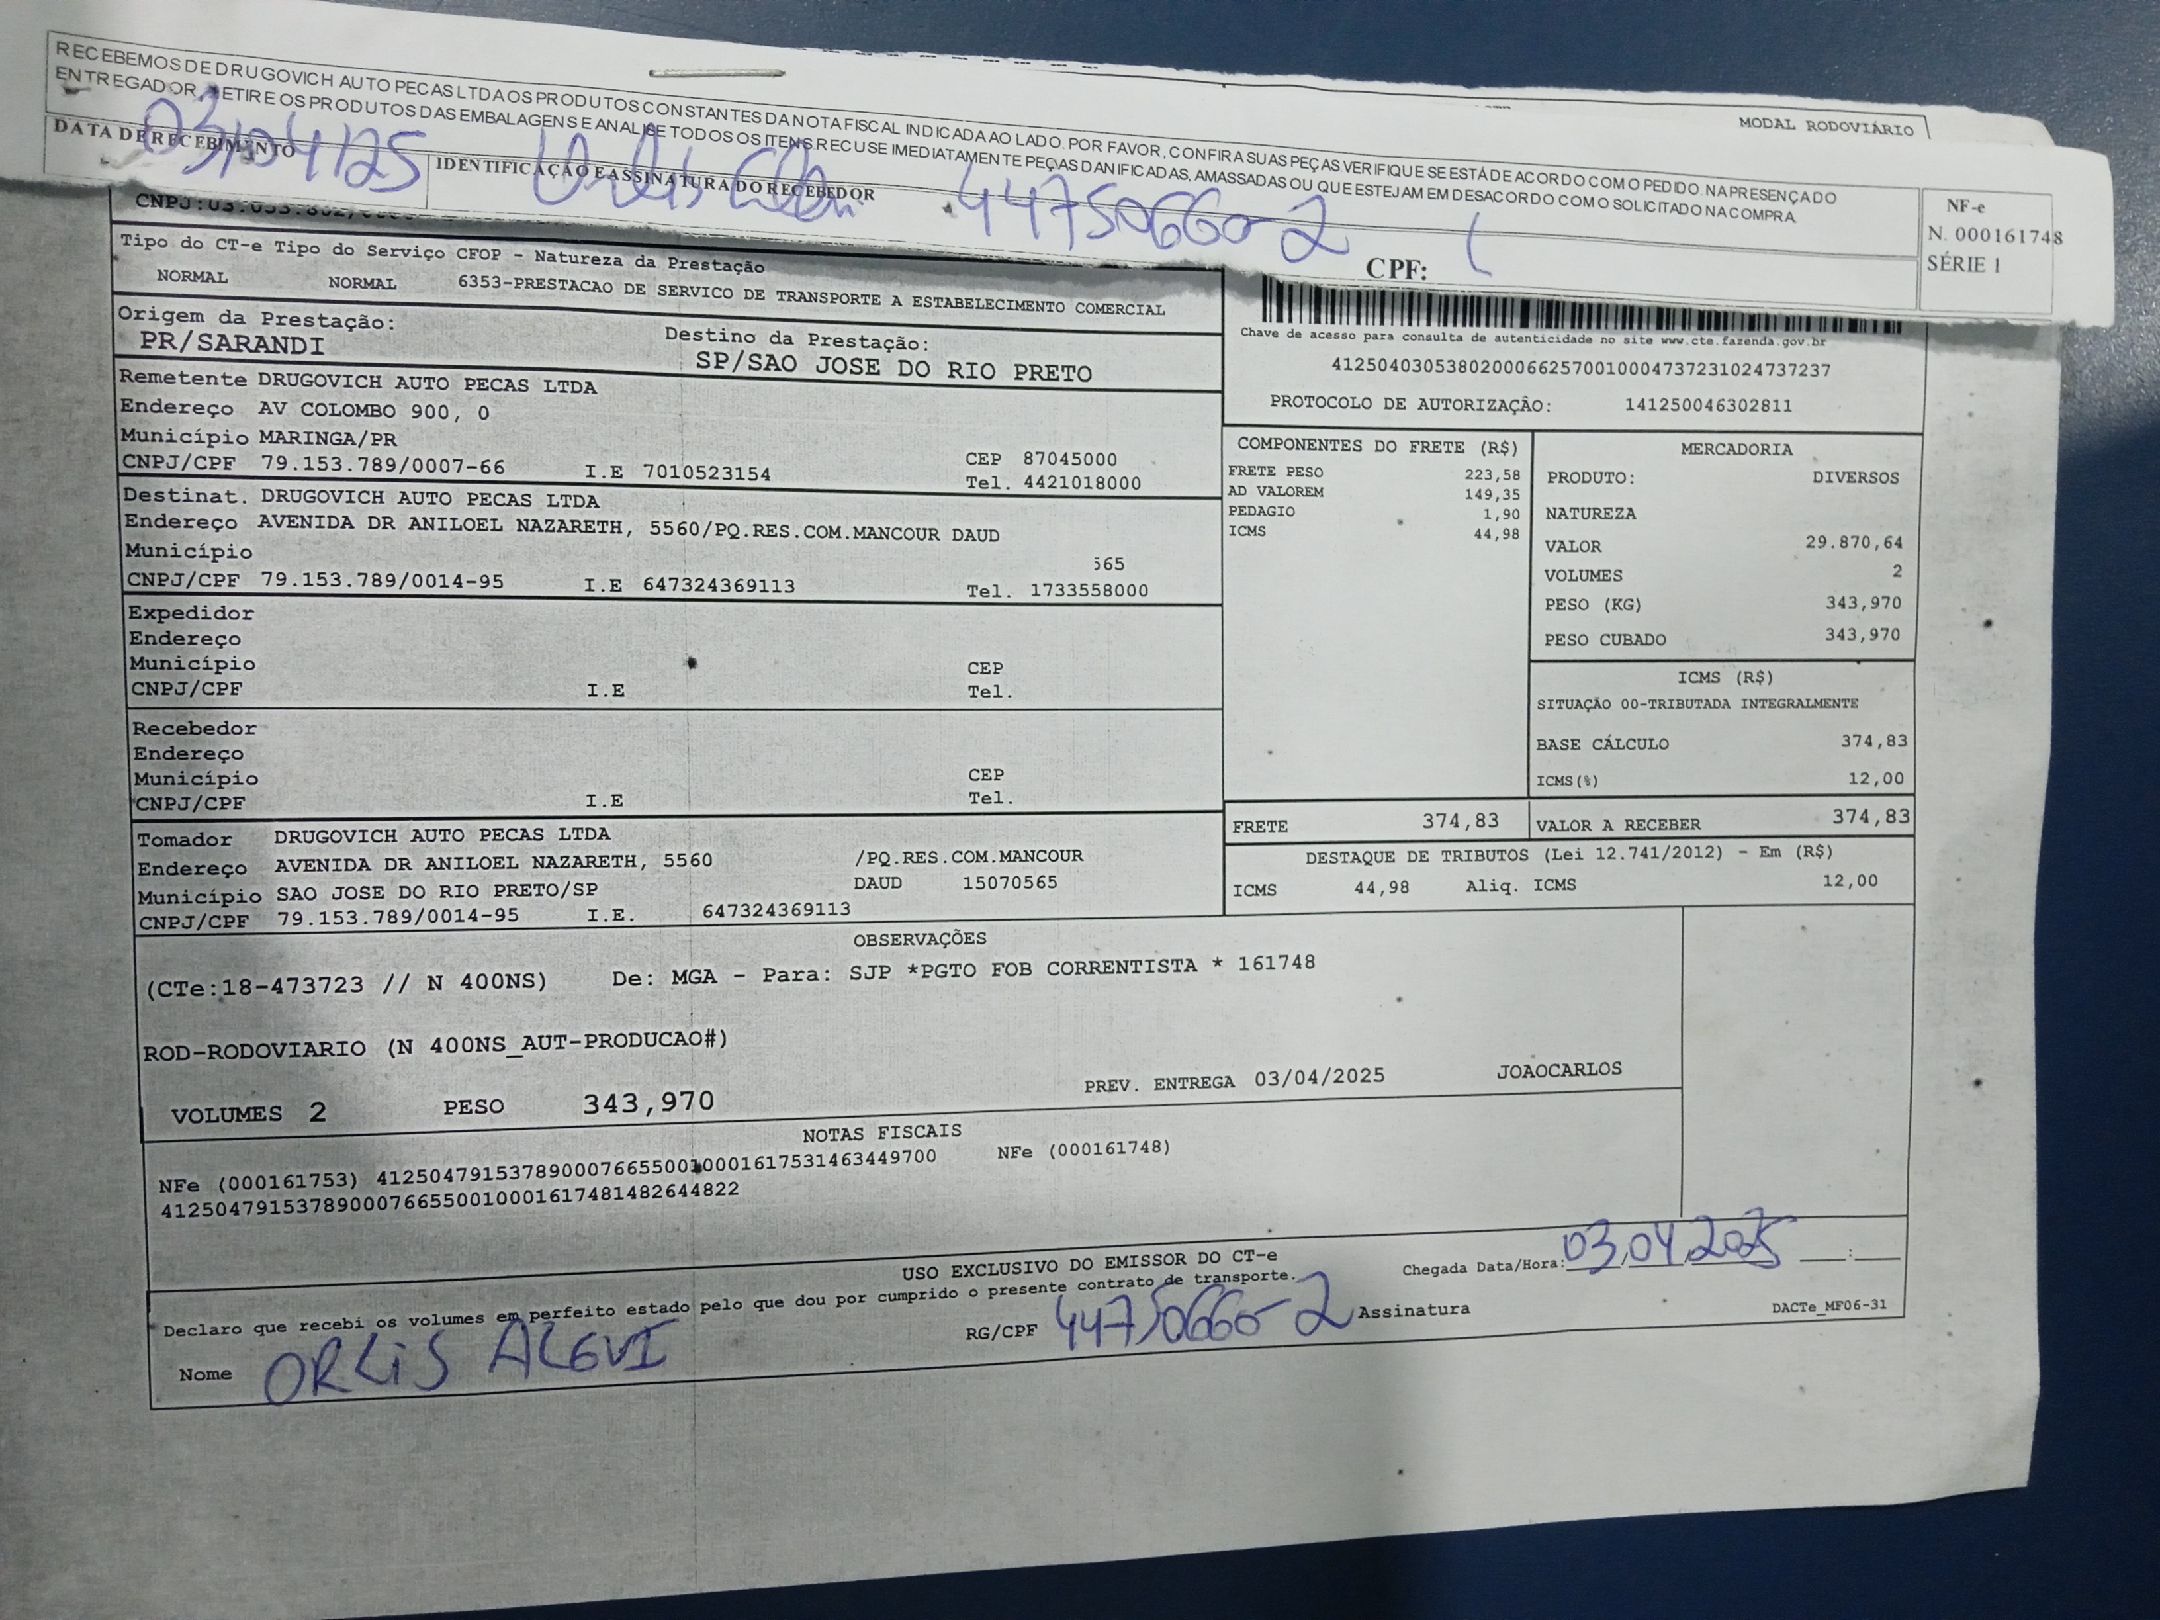 RECEBEMOS DE DRUGOVICH AUTO PECAS LTDA OS PRODUTOS CONSTANTES DA NOTA FISCAL INDICADA AO LADO. POR FAVOR, CONFIRA SUAS PEÇAS VERIFIQUE SE ESTÁ DE ACORDO COM O PEDIDO. NA PRESENÇA DO
ENTREGADOR, RETIRE OS PRODUTOS DAS EMBALAGENS E ANALISE TODOS OS ITENS. RECUSE IMEDIATAMENTE PEÇAS DANIFICADAS, AMASSADAS OU QUE ESTEJAM EM DESACORDO COM O SOLICITADO NA COMPRA.
MODAL RODOVIÁRIO
DATA DE RECEBIMENTO 03/04/25
IDENTIFICAÇÃO E ASSINATURA DO RECEBEDOR 44750660-2
CPF:
NF-e
N. 000161748
SÉRIE 1
Tipo do CT-e Tipo do Serviço CFOP - Natureza da Prestação
NORMAL NORMAL 6353-PRESTACAO DE SERVICO DE TRANSPORTE A ESTABELECIMENTO COMERCIAL
Origem da Prestação: Destino da Prestação:
PR/SARANDI SP/SAO JOSE DO RIO PRETO
Chave de acesso para consulta de autenticidade no site www.cte.fazenda.gov.br
41250403053802000662570010004737231024737237
PROTOCOLO DE AUTORIZAÇÃO: 141250046302811
Remetente DRUGOVICH AUTO PECAS LTDA
Endereço AV COLOMBO 900, 0
Município MARINGA/PR CEP 87045000
CNPJ/CPF 79.153.789/0007-66 I.E 7010523154 Tel. 4421018000
Destinat. DRUGOVICH AUTO PECAS LTDA
Endereço AVENIDA DR ANILOEL NAZARETH, 5560/PQ.RES.COM.MANCOUR DAUD
Município 565
CNPJ/CPF 79.153.789/0014-95 I.E 647324369113 Tel. 1733558000
Expedidor
Endereço
Município CEP
CNPJ/CPF I.E Tel.
Recebedor
Endereço
Município CEP
CNPJ/CPF I.E Tel.
Tomador DRUGOVICH AUTO PECAS LTDA
Endereço AVENIDA DR ANILOEL NAZARETH, 5560 /PQ.RES.COM.MANCOUR
Município SAO JOSE DO RIO PRETO/SP DAUD 15070565
CNPJ/CPF 79.153.789/0014-95 I.E. 647324369113
COMPONENTES DO FRETE (R$)
FRETE PESO 223,58
AD VALOREM 149,35
PEDAGIO 1,90
ICMS 44,98
MERCADORIA
PRODUTO: DIVERSOS
NATUREZA
VALOR 29.870,64
VOLUMES 2
PESO (KG) 343,970
PESO CUBADO 343,970
ICMS (R$)
SITUAÇÃO 00-TRIBUTADA INTEGRALMENTE
BASE CÁLCULO 374,83
ICMS(%) 12,00
FRETE 374,83 VALOR A RECEBER 374,83
DESTAQUE DE TRIBUTOS (Lei 12.741/2012) - Em (R$)
ICMS 44,98 Aliq. ICMS 12,00
OBSERVAÇÕES
(CTe:18-473723 // N 400NS) De: MGA - Para: SJP *PGTO FOB CORRENTISTA * 161748
ROD-RODOVIARIO (N 400NS_AUT-PRODUCAO#)
PREV. ENTREGA 03/04/2025 JOAOCARLOS
VOLUMES 2 PESO 343,970
NOTAS FISCAIS
NFe (000161753) 41250479153789000766550010001617531463449700 NFe (000161748)
41250479153789000766550010001617481482644822
USO EXCLUSIVO DO EMISSOR DO CT-e
Declaro que recebi os volumes em perfeito estado pelo que dou por cumprido o presente contrato de transporte.
Chegada Data/Hora: 03/04/2025 __:__
Nome ORLIS ALEVI RG/CPF 44750660-2 Assinatura
DACTe_MF06-31